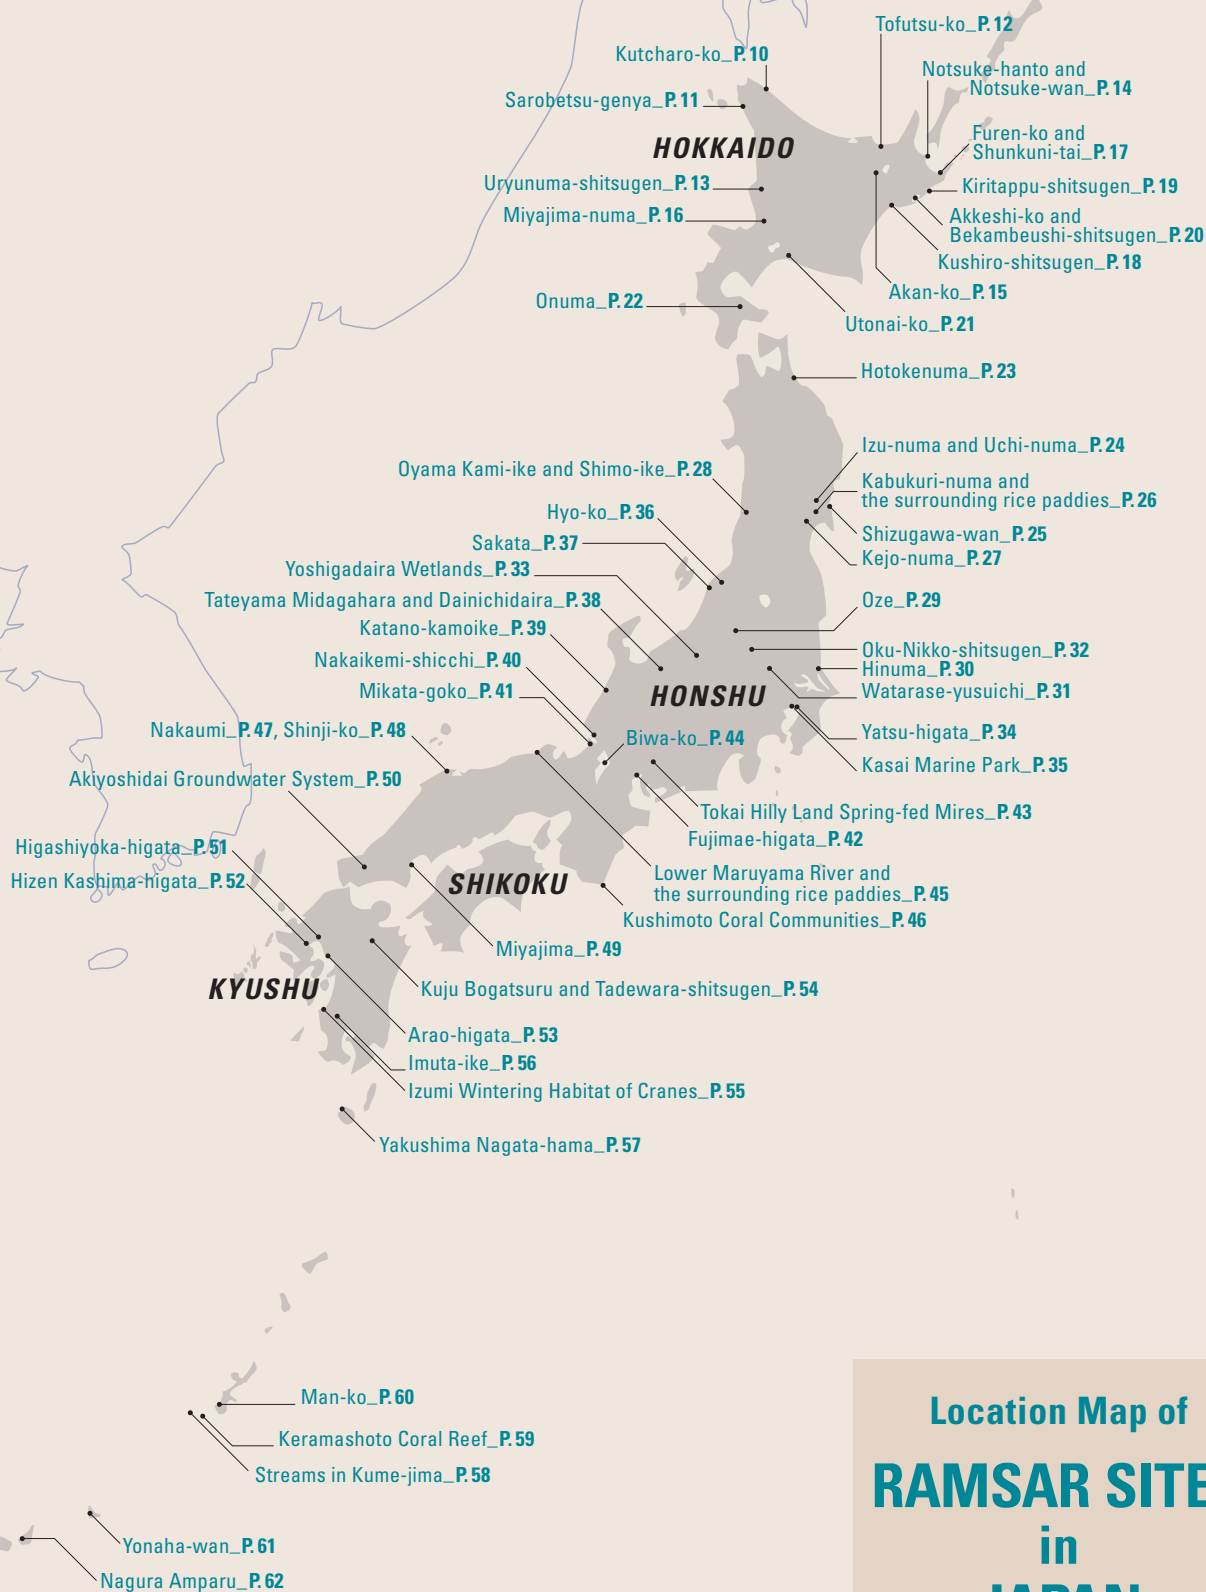 Tofutsu-ko_P.12
Kutcharo-ko_P.10
Notsuke-hanto and
Notsuke-wan_P.14
Sarobetsu-genya_P.11
Furen-ko and
Shunkuni-tai_P.17
HOKKAIDO
Uryunuma-shitsugen_P.13
Kiritappu-shitsugen_P.19
Miyajima-numa_P.16
Akkeshi-ko and
Bekambeushi-shitsugen_P.20
Kushiro-shitsugen_P.18
Akan-ko_P.15
Onuma_P.22
Utonai-ko_P.21
Hotokenuma_P.23
Izu-numa and Uchi-numa_P.24
Oyama Kami-ike and Shimo-ike_P.28
Kabukuri-numa and
the surrounding rice paddies_P.26
Hyo-ko_P.36
Shizugawa-wan_P.25
Sakata_P.37
Kejo-numa_P.27
Yoshigadaira Wetlands_P.33
Tateyama Midagahara and Dainichidaira_P.38
Oze_P.29
Katano-kamoike_P.39
Oku-Nikko-shitsugen_P.32
Nakaikemi-shicchi_P.40
Hinuma_P.30
Mikata-goko_P.41
HONSHU
Watarase-yusuichi_P.31
Nakaumi_P.47, Shinji-ko_P.48
Biwa-ko_P.44
Yatsu-higata_P.34
Kasai Marine Park_P.35
Akiyoshidai Groundwater System_P.50
Tokai Hilly Land Spring-fed Mires_P.43
Fujimae-higata_P.42
Higashiyoka-higata_P.51
Lower Maruyama River and
the surrounding rice paddies_P.45
Hizen Kashima-higata_P.52
SHIKOKU
Kushimoto Coral Communities_P.46
Miyajima_P.49
KYUSHU
Kuju Bogatsuru and Tadewara-shitsugen_P.54
Arao-higata_P.53
Imuta-ike_P.56
Izumi Wintering Habitat of Cranes_P.55
Yakushima Nagata-hama_P.57
Man-ko_P.60
Keramashoto Coral Reef_P.59
Streams in Kume-jima_P.58
Yonaha-wan_P.61
Nagura Amparu_P.62
Location Map of
RAMSAR SITE
in
JAPAN